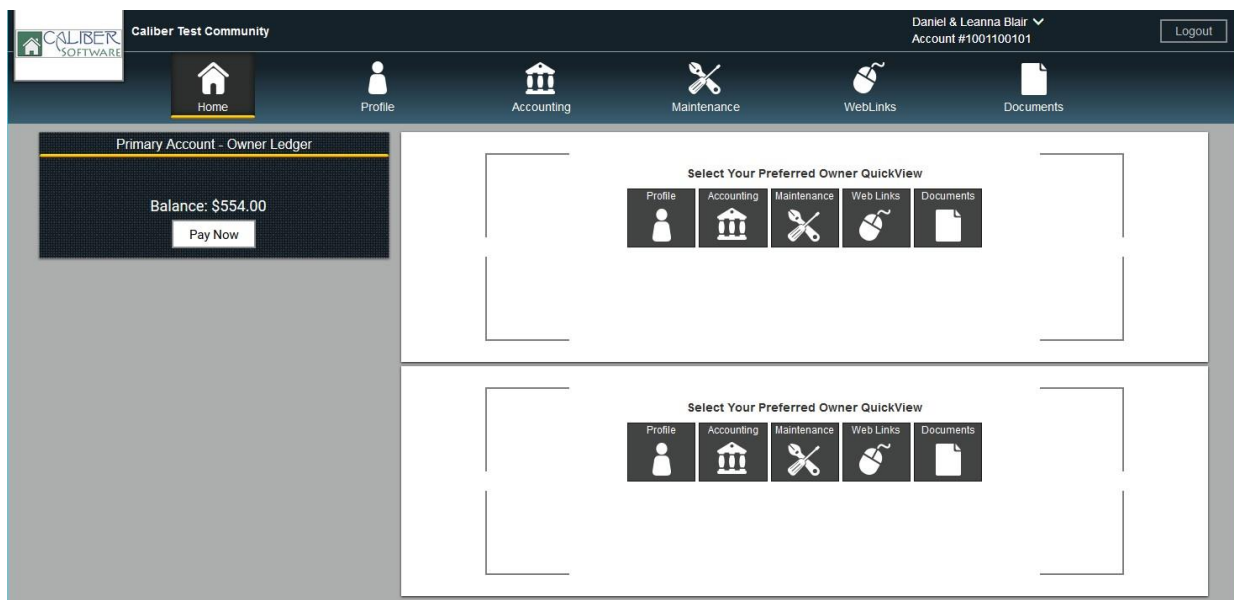 CALIBER
SOFTWARE
Caliber Test Community
Daniel & Leanna Blair
Account #1001100101
Logout
Home
Profile
Accounting
Maintenance
WebLinks
Documents
Primary Account - Owner Ledger
Balance: $554.00
Pay Now
Select Your Preferred Owner QuickView
Profile
Accounting
Maintenance
Web Links
Documents
Select Your Preferred Owner QuickView
Profile
Accounting
Maintenance
Web Links
Documents